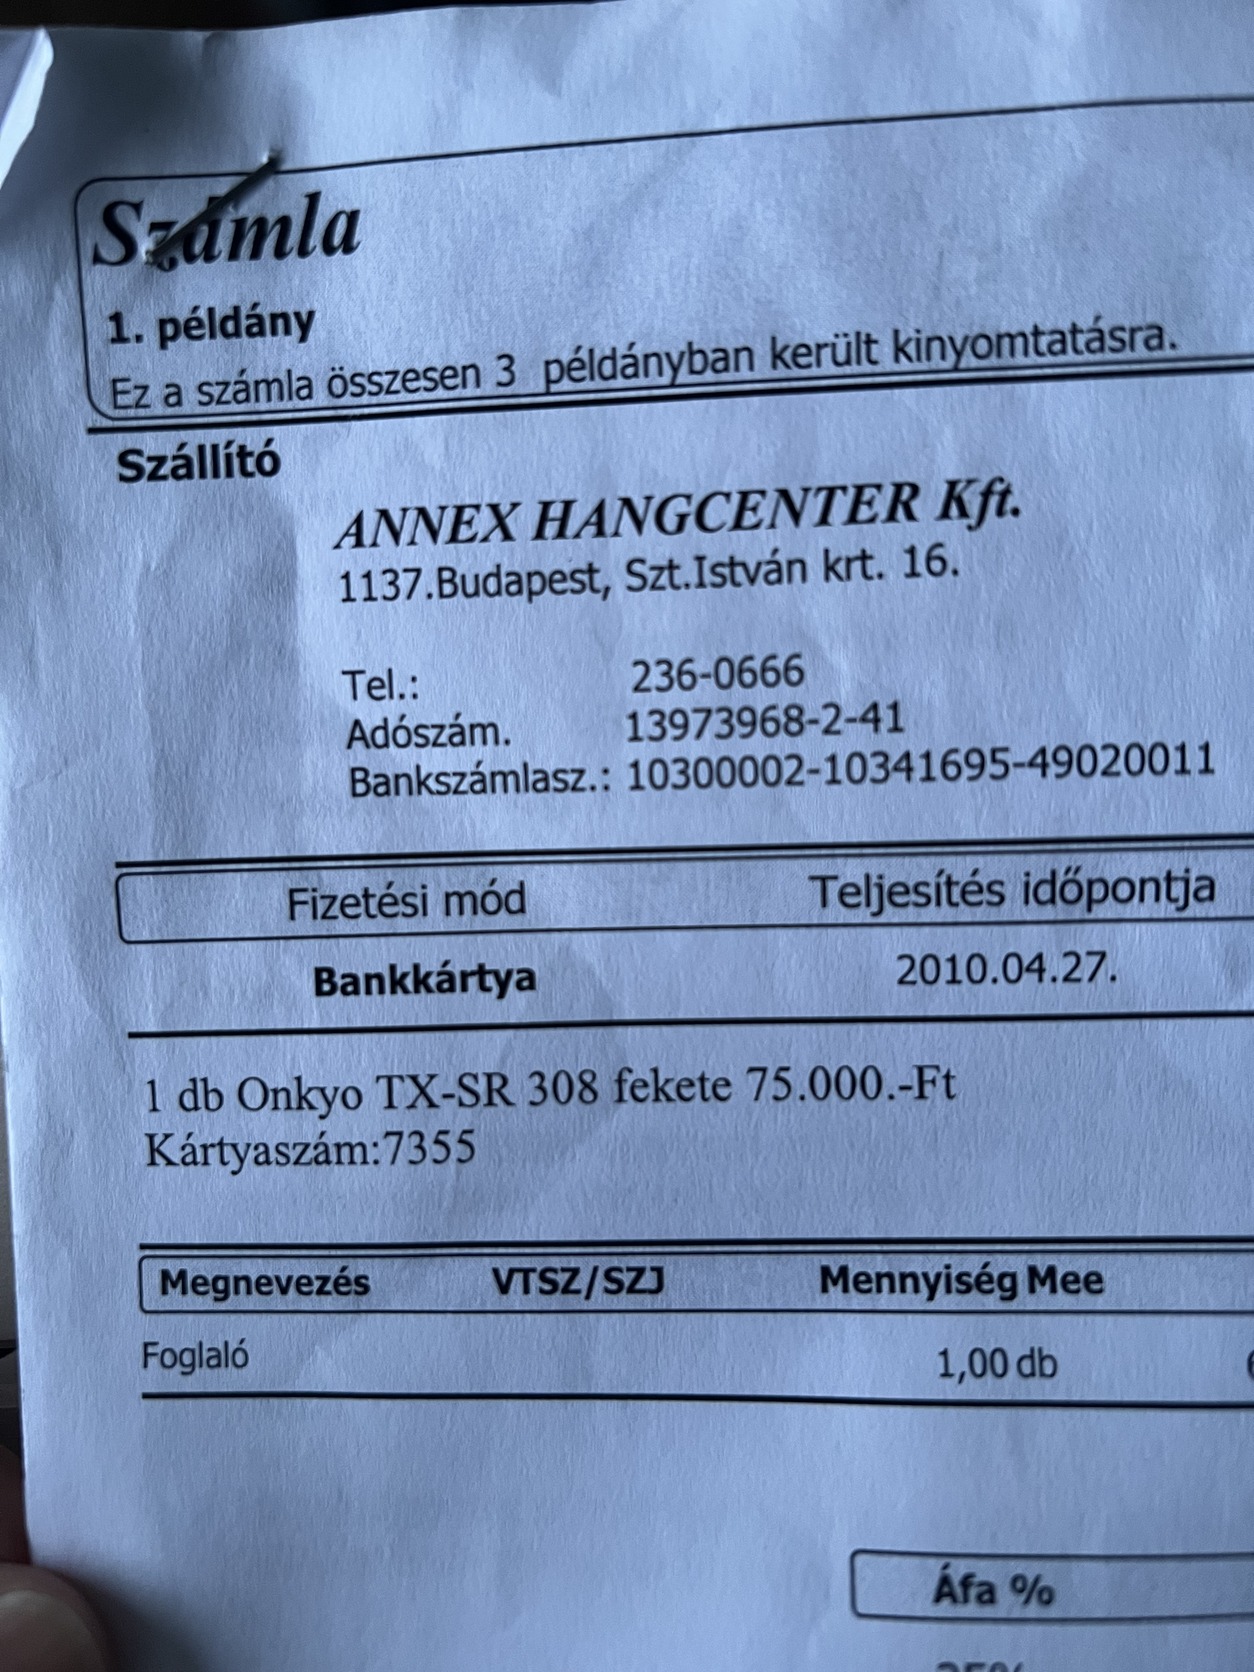 Számla
1. példány
Ez a számla összesen 3 példányban került kinyomtatásra.
Szállító
ANNEX HANGCENTER Kft.
1137.Budapest, Szt.István krt. 16.
Tel.: 236-0666
Adószám. 13973968-2-41
Bankszámlasz.: 10300002-10341695-49020011
Fizetési mód Teljesítés időpontja
Bankkártya 2010.04.27.
1 db Onkyo TX-SR 308 fekete 75.000.-Ft
Kártyaszám:7355
Megnevezés VTSZ/SZJ Mennyiség Mee
Foglaló 1,00 db
Áfa %